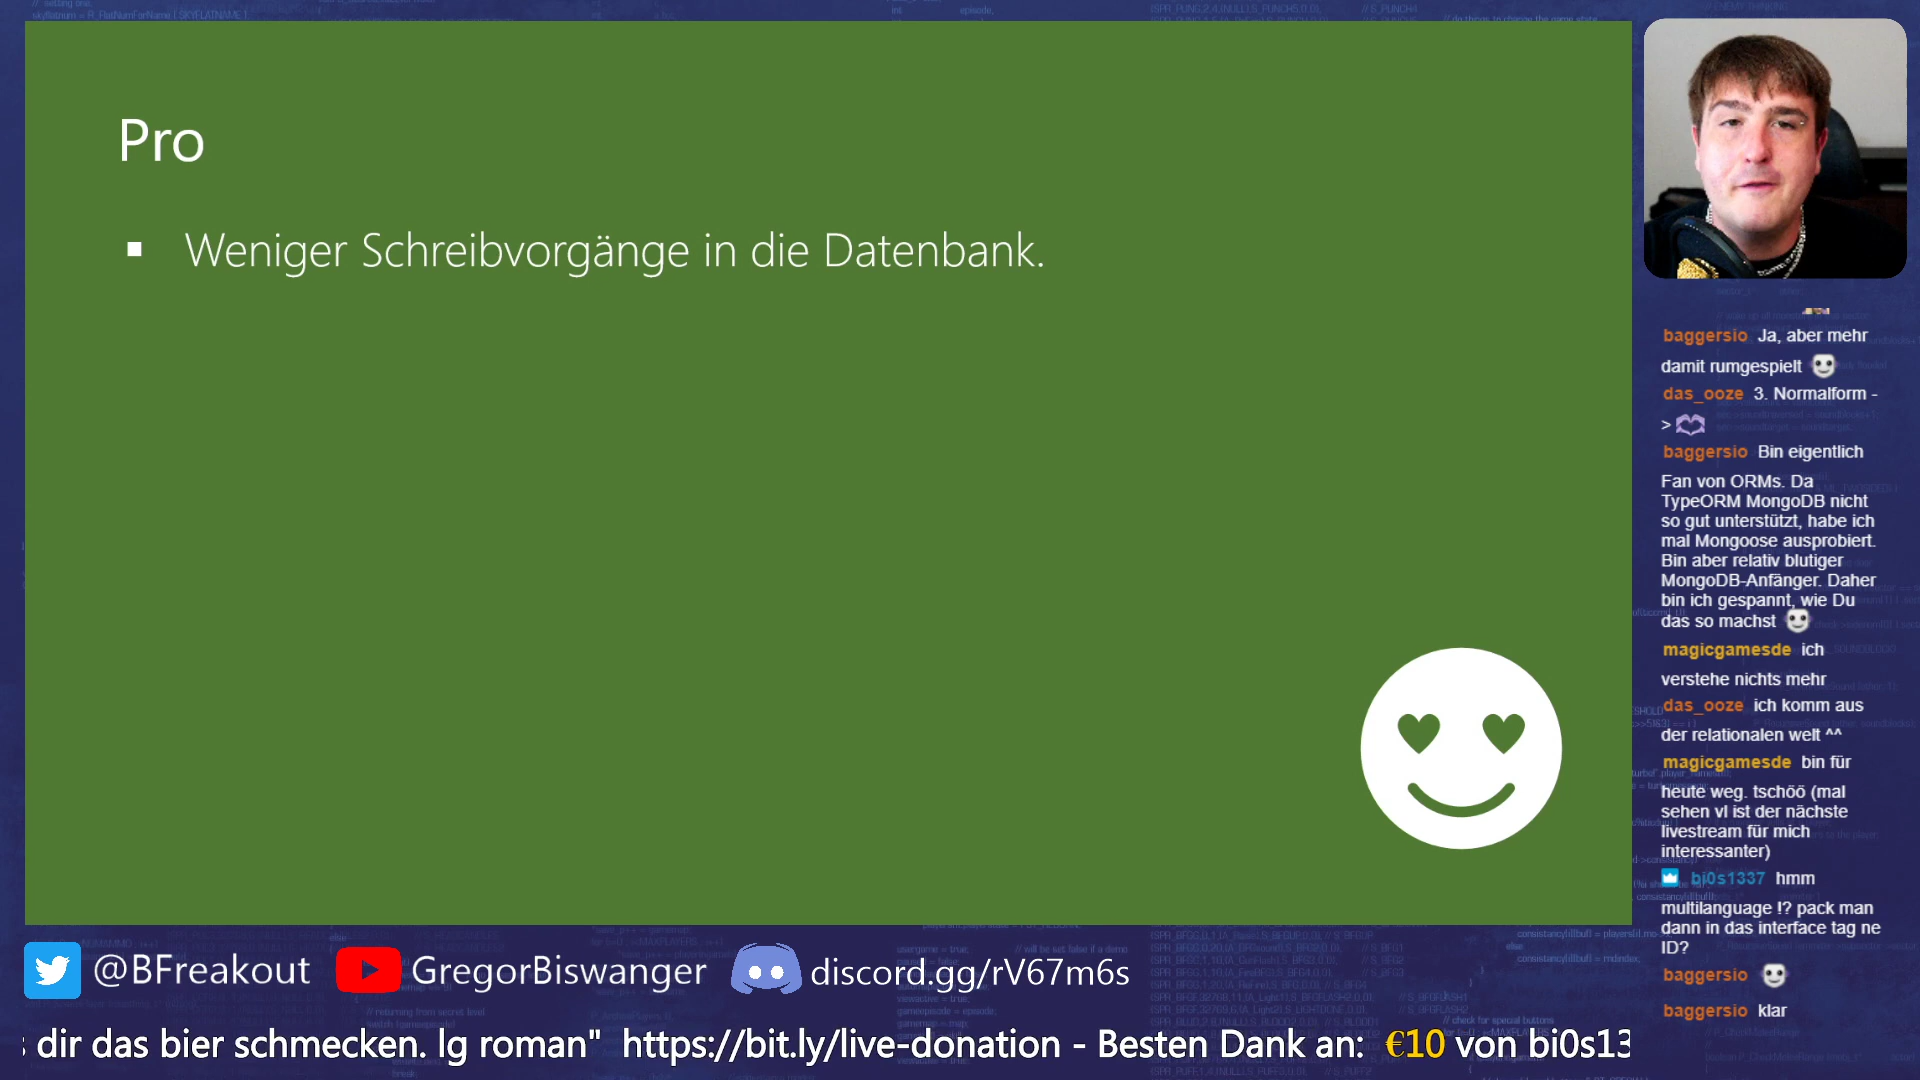 Pro
▪ Weniger Schreibvorgänge in die Datenbank.
baggersio Ja, aber mehr
damit rumgespielt
das_ooze 3. Normalform -
>
baggersio Bin eigentlich
Fan von ORMs. Da
TypeORM MongoDB nicht
so gut unterstützt, habe ich
mal Mongoose ausprobiert.
Bin aber relativ blutiger
MongoDB-Anfänger. Daher
bin ich gespannt, wie Du
das so machst
magicgamesde ich
verstehe nichts mehr
das_ooze ich komm aus
der relationalen welt ^^
magicgamesde bin für
heute weg. tschöö (mal
sehen vl ist der nächste
livestream für mich
interessanter)
bi0s1337 hmm
multilanguage !? pack man
dann in das interface tag ne
ID?
baggersio
baggersio klar
@BFreakout GregorBiswanger discord.gg/rV67m6s
dir das bier schmecken. lg roman" https://bit.ly/live-donation - Besten Dank an: €10 von bi0s13